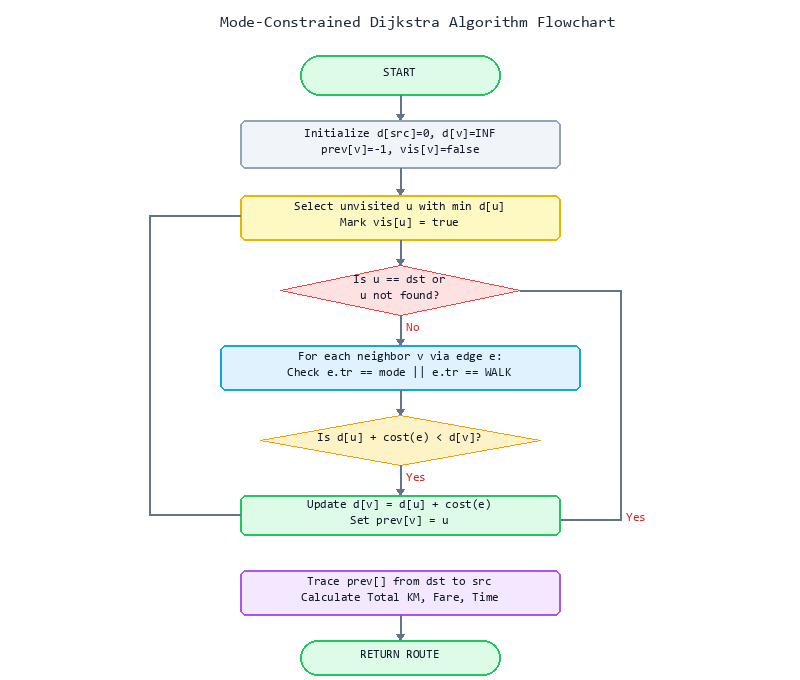 Mode-Constrained Dijkstra Algorithm Flowchart
START
Initialize d[src]=0, d[v]=INF
prev[v]=-1, vis[v]=false
Select unvisited u with min d[u]
Mark vis[u] = true
Is u == dst or
u not found?
No
For each neighbor v via edge e:
Check e.tr == mode || e.tr == WALK
Is d[u] + cost(e) < d[v]?
Yes
Update d[v] = d[u] + cost(e)
Set prev[v] = u
Yes
Trace prev[] from dst to src
Calculate Total KM, Fare, Time
RETURN ROUTE